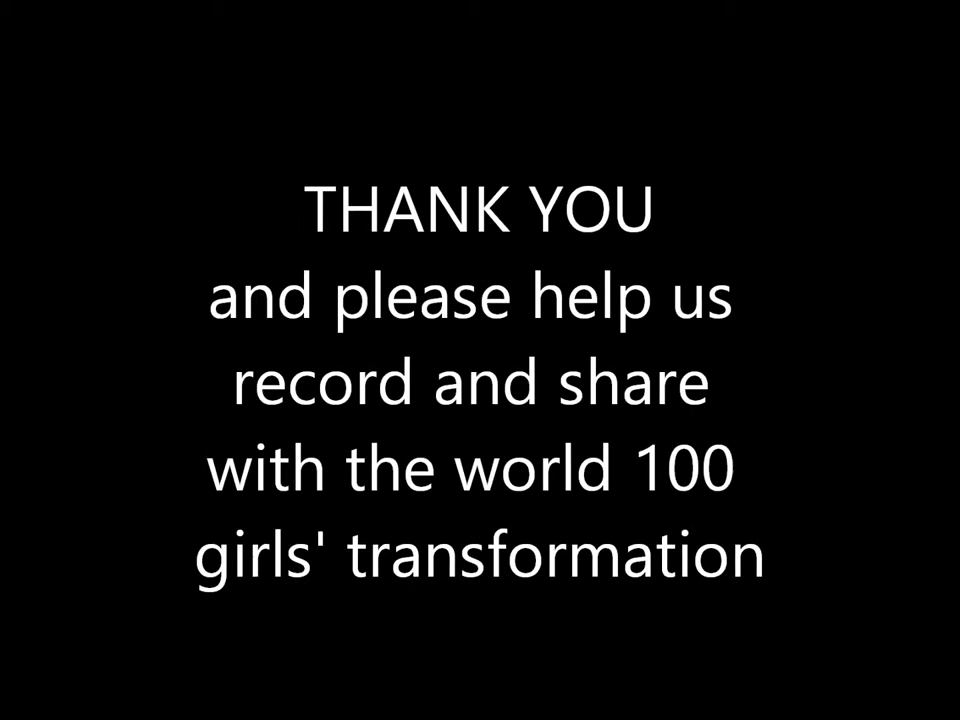 THANK YOU
and please help us
record and share
with the world 100
girls' transformation